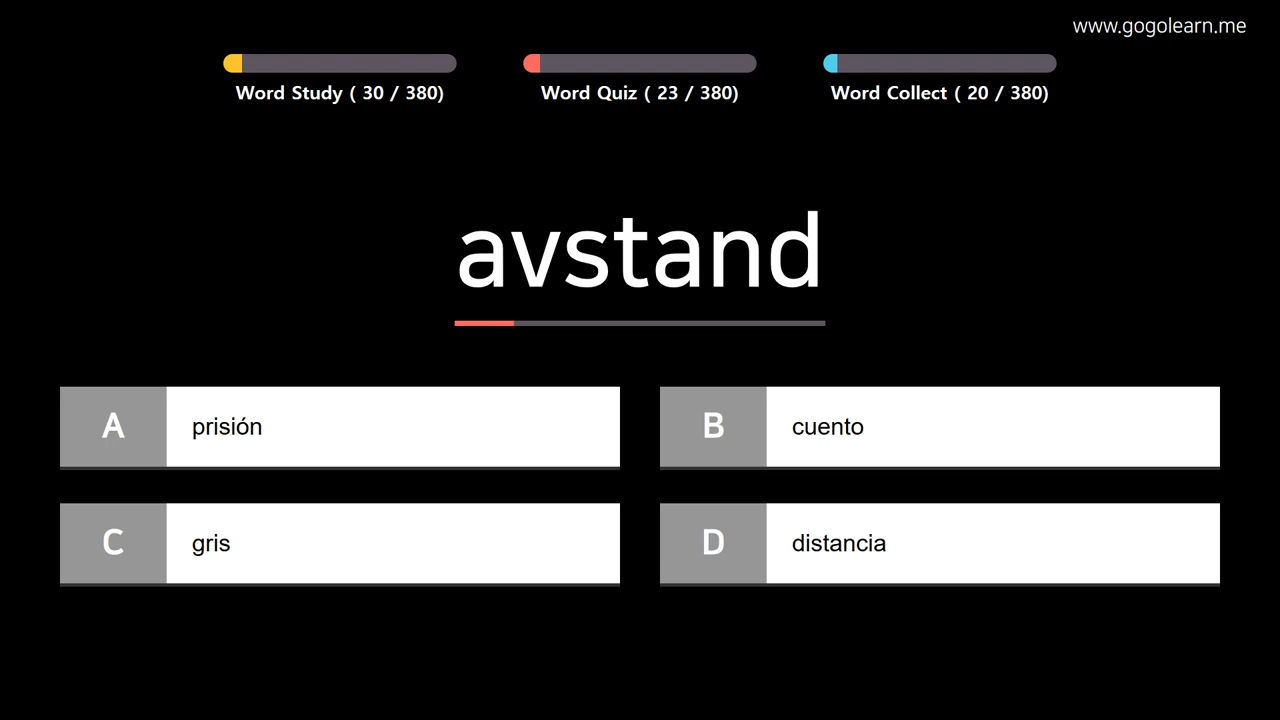 www.gogolearn.me
Word Study ( 30 / 380)
Word Quiz ( 23 / 380)
Word Collect ( 20 / 380)
avstand
A prisión
B cuento
C gris
D distancia